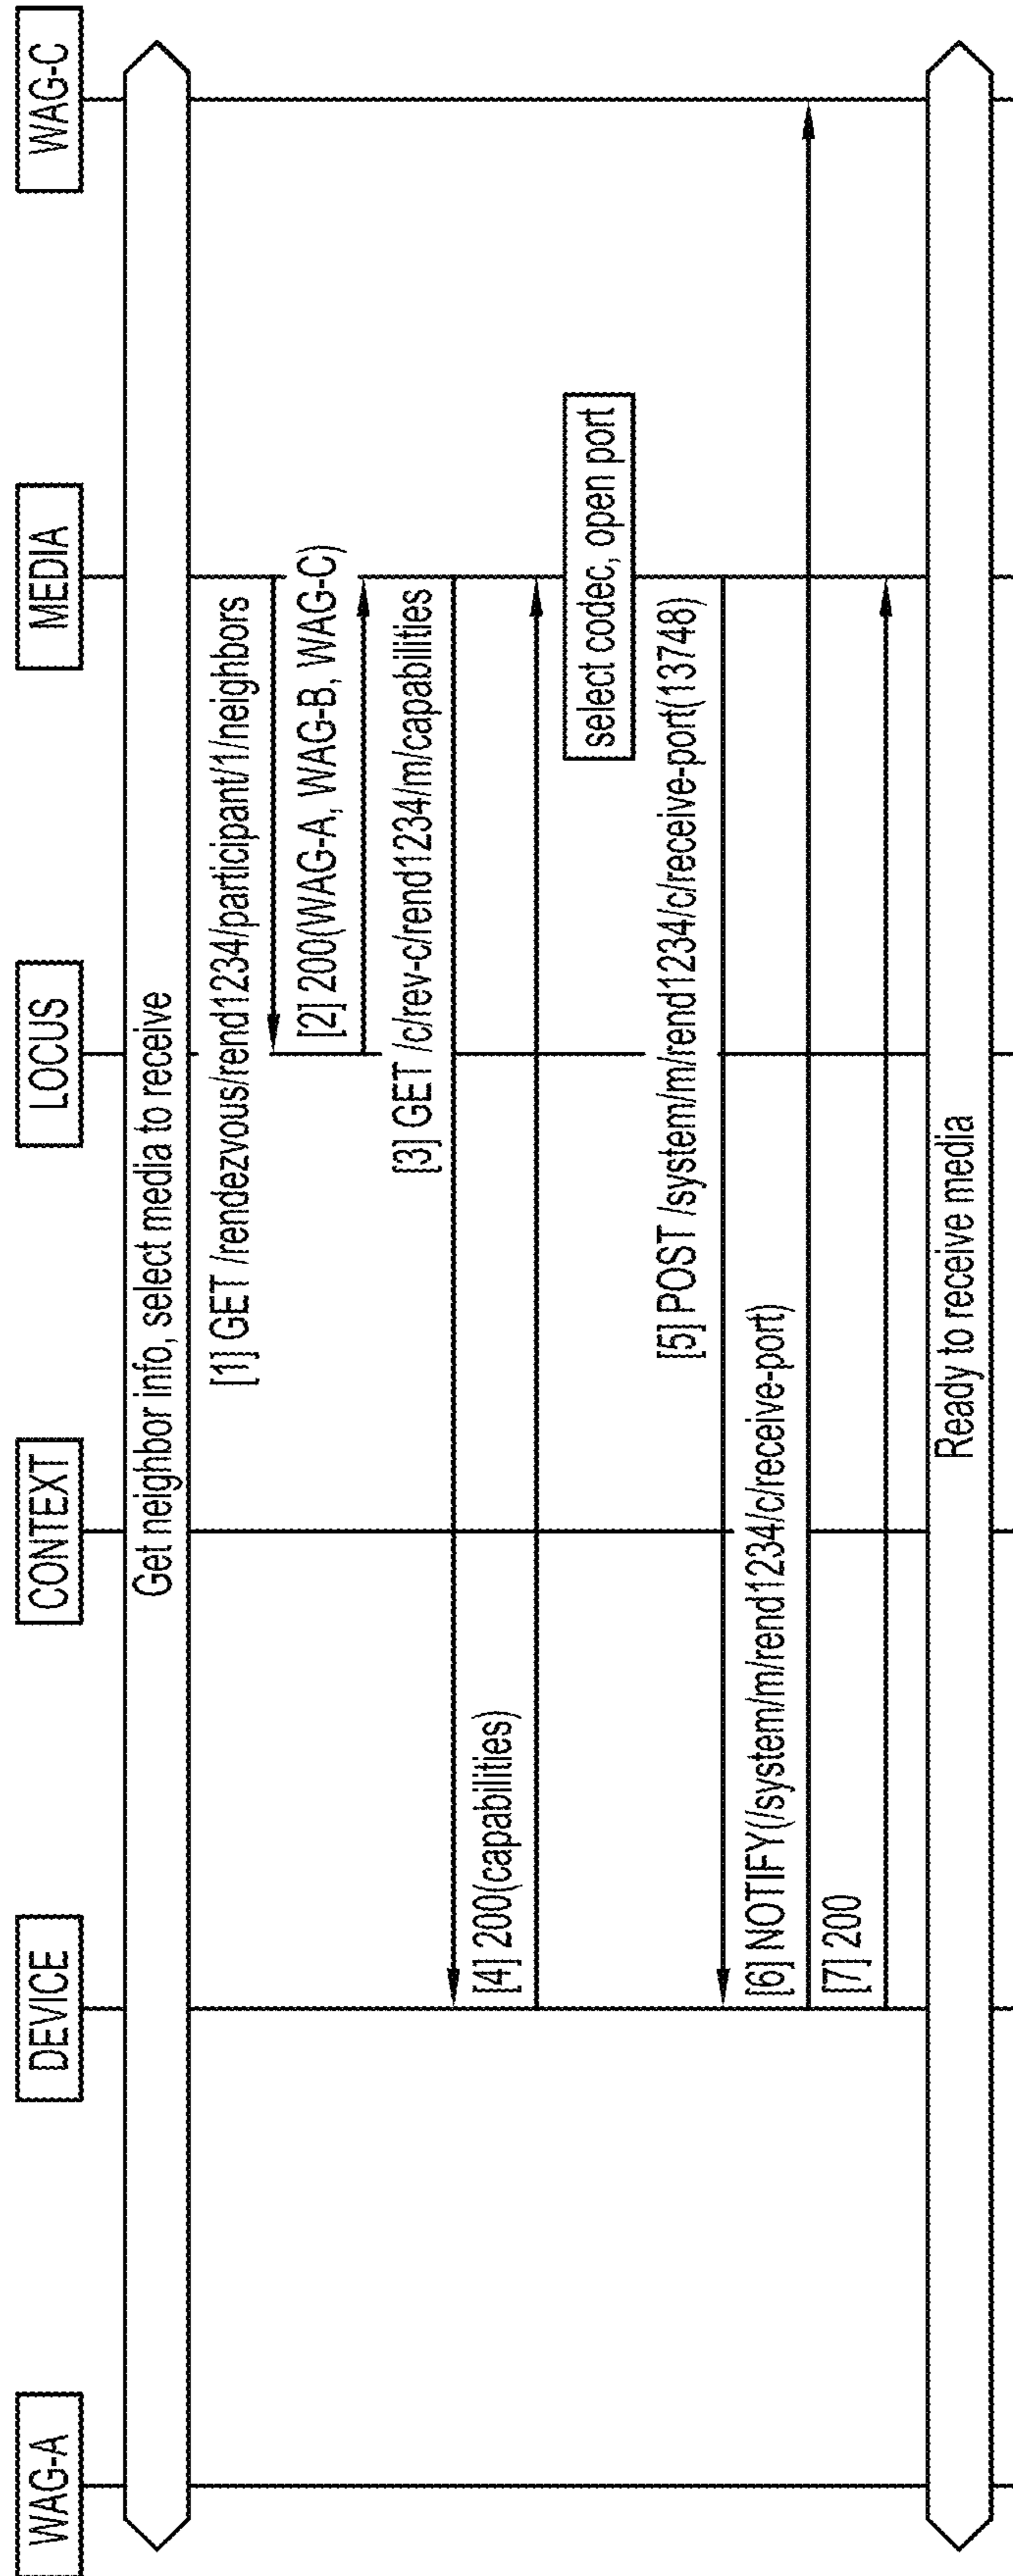 WAG-A
DEVICE
CONTEXT
LOCUS
MEDIA
WAG-C
Get neighbor info, select media to receive
[1] GET /rendezvous/rend1234/participant/1/neighbors
[2] 200(WAG-A, WAG-B, WAG-C)
[3] GET /c/rev-c/rend1234/m/capabilities
[4] 200(capabilities)
select codec, open port
[5] POST /system/m/rend1234/c/receive-port(13748)
[6] NOTIFY(/system/m/rend1234/c/receive-port)
[7] 200
Ready to receive media